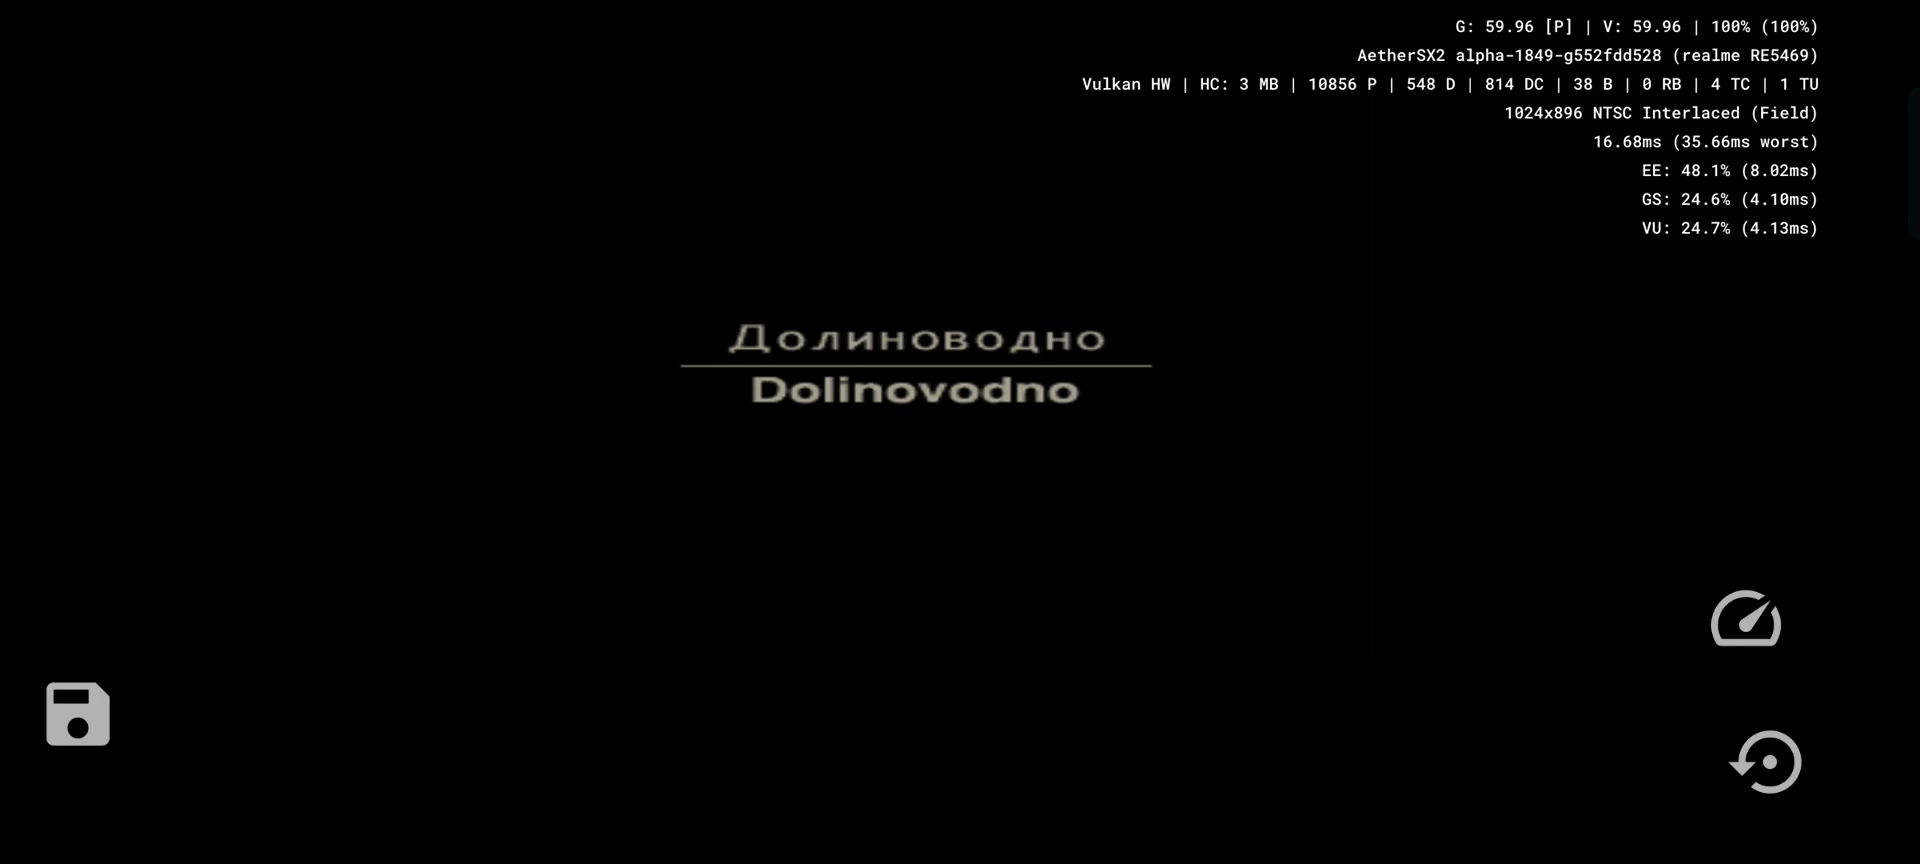 G: 59.96 [P] | V: 59.96 | 100% (100%)
AetherSX2 alpha-1849-g552fdd528 (realme RE5469)
Vulkan HW | HC: 3 MB | 10856 P | 548 D | 814 DC | 38 B | 0 RB | 4 TC | 1 TU
1024x896 NTSC Interlaced (Field)
16.68ms (35.66ms worst)
EE: 48.1% (8.02ms)
GS: 24.6% (4.10ms)
VU: 24.7% (4.13ms)
Долиноводно
Dolinovodno